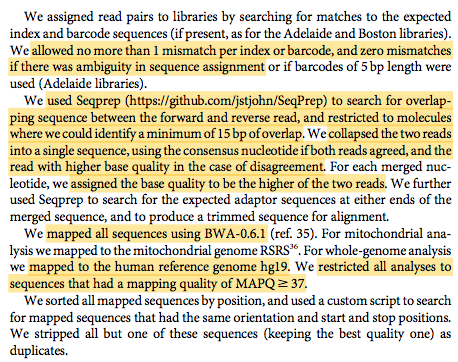 We assigned read pairs to libraries by searching for matches to the expected
index and barcode sequences (if present, as for the Adelaide and Boston libraries).
We allowed no more than 1 mismatch per index or barcode, and zero mismatches
if there was ambiguity in sequence assignment or if barcodes of 5 bp length were
used (Adelaide libraries).
We used Seqprep (https://github.com/jstjohn/SeqPrep) to search for overlap-
ping sequence between the forward and reverse read, and restricted to molecules
where we could identify a minimum of 15 bp of overlap. We collapsed the two reads
into a single sequence, using the consensus nucleotide if both reads agreed, and the
read with higher base quality in the case of disagreement. For each merged nuc-
leotide, we assigned the base quality to be the higher of the two reads. We further
used Seqprep to search for the expected adaptor sequences at either ends of the
merged sequence, and to produce a trimmed sequence for alignment.
We mapped all sequences using BWA-0.6.1 (ref. 35). For mitochondrial ana-
lysis we mapped to the mitochondrial genome RSRS36. For whole-genome analysis
we mapped to the human reference genome hg19. We restricted all analyses to
sequences that had a mapping quality of MAPQ ≥ 37.
We sorted all mapped sequences by position, and used a custom script to search
for mapped sequences that had the same orientation and start and stop positions.
We stripped all but one of these sequences (keeping the best quality one) as
duplicates.